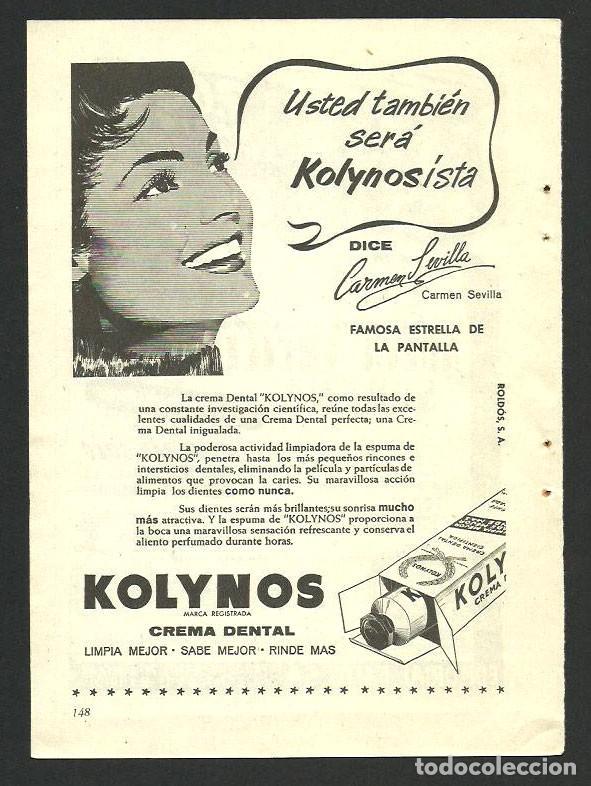 Usted también
será
Kolynosista
DICE
Carmen Sevilla
Carmen Sevilla
FAMOSA ESTRELLA DE
LA PANTALLA
La crema Dental "KOLYNOS," como resultado de
una constante investigación científica, reúne todas las exce-
lentes cualidades de una Crema Dental perfecta; una Cre-
ma Dental inigualada.
La poderosa actividad limpiadora de la espuma de
"KOLYNOS", penetra hasta los más pequeños rincones e
intersticios dentales, eliminando la película y partículas de
alimentos que provocan la caries. Su maravillosa acción
limpia los dientes como nunca.
Sus dientes serán más brillantes; su sonrisa mucho
más atractiva. Y la espuma de "KOLYNOS" proporciona a
la boca una maravillosa sensación refrescante y conserva el
aliento perfumado durante horas.
ROLDÓS, S. A.
KOLYNOS
MARCA REGISTRADA
CREMA DENTAL
LIMPIA MEJOR · SABE MEJOR · RINDE MAS
CREMA DENTAL
CIENTIFICA
KOLYNOS
KOLY
CREMA D
148
todocoleccion.net